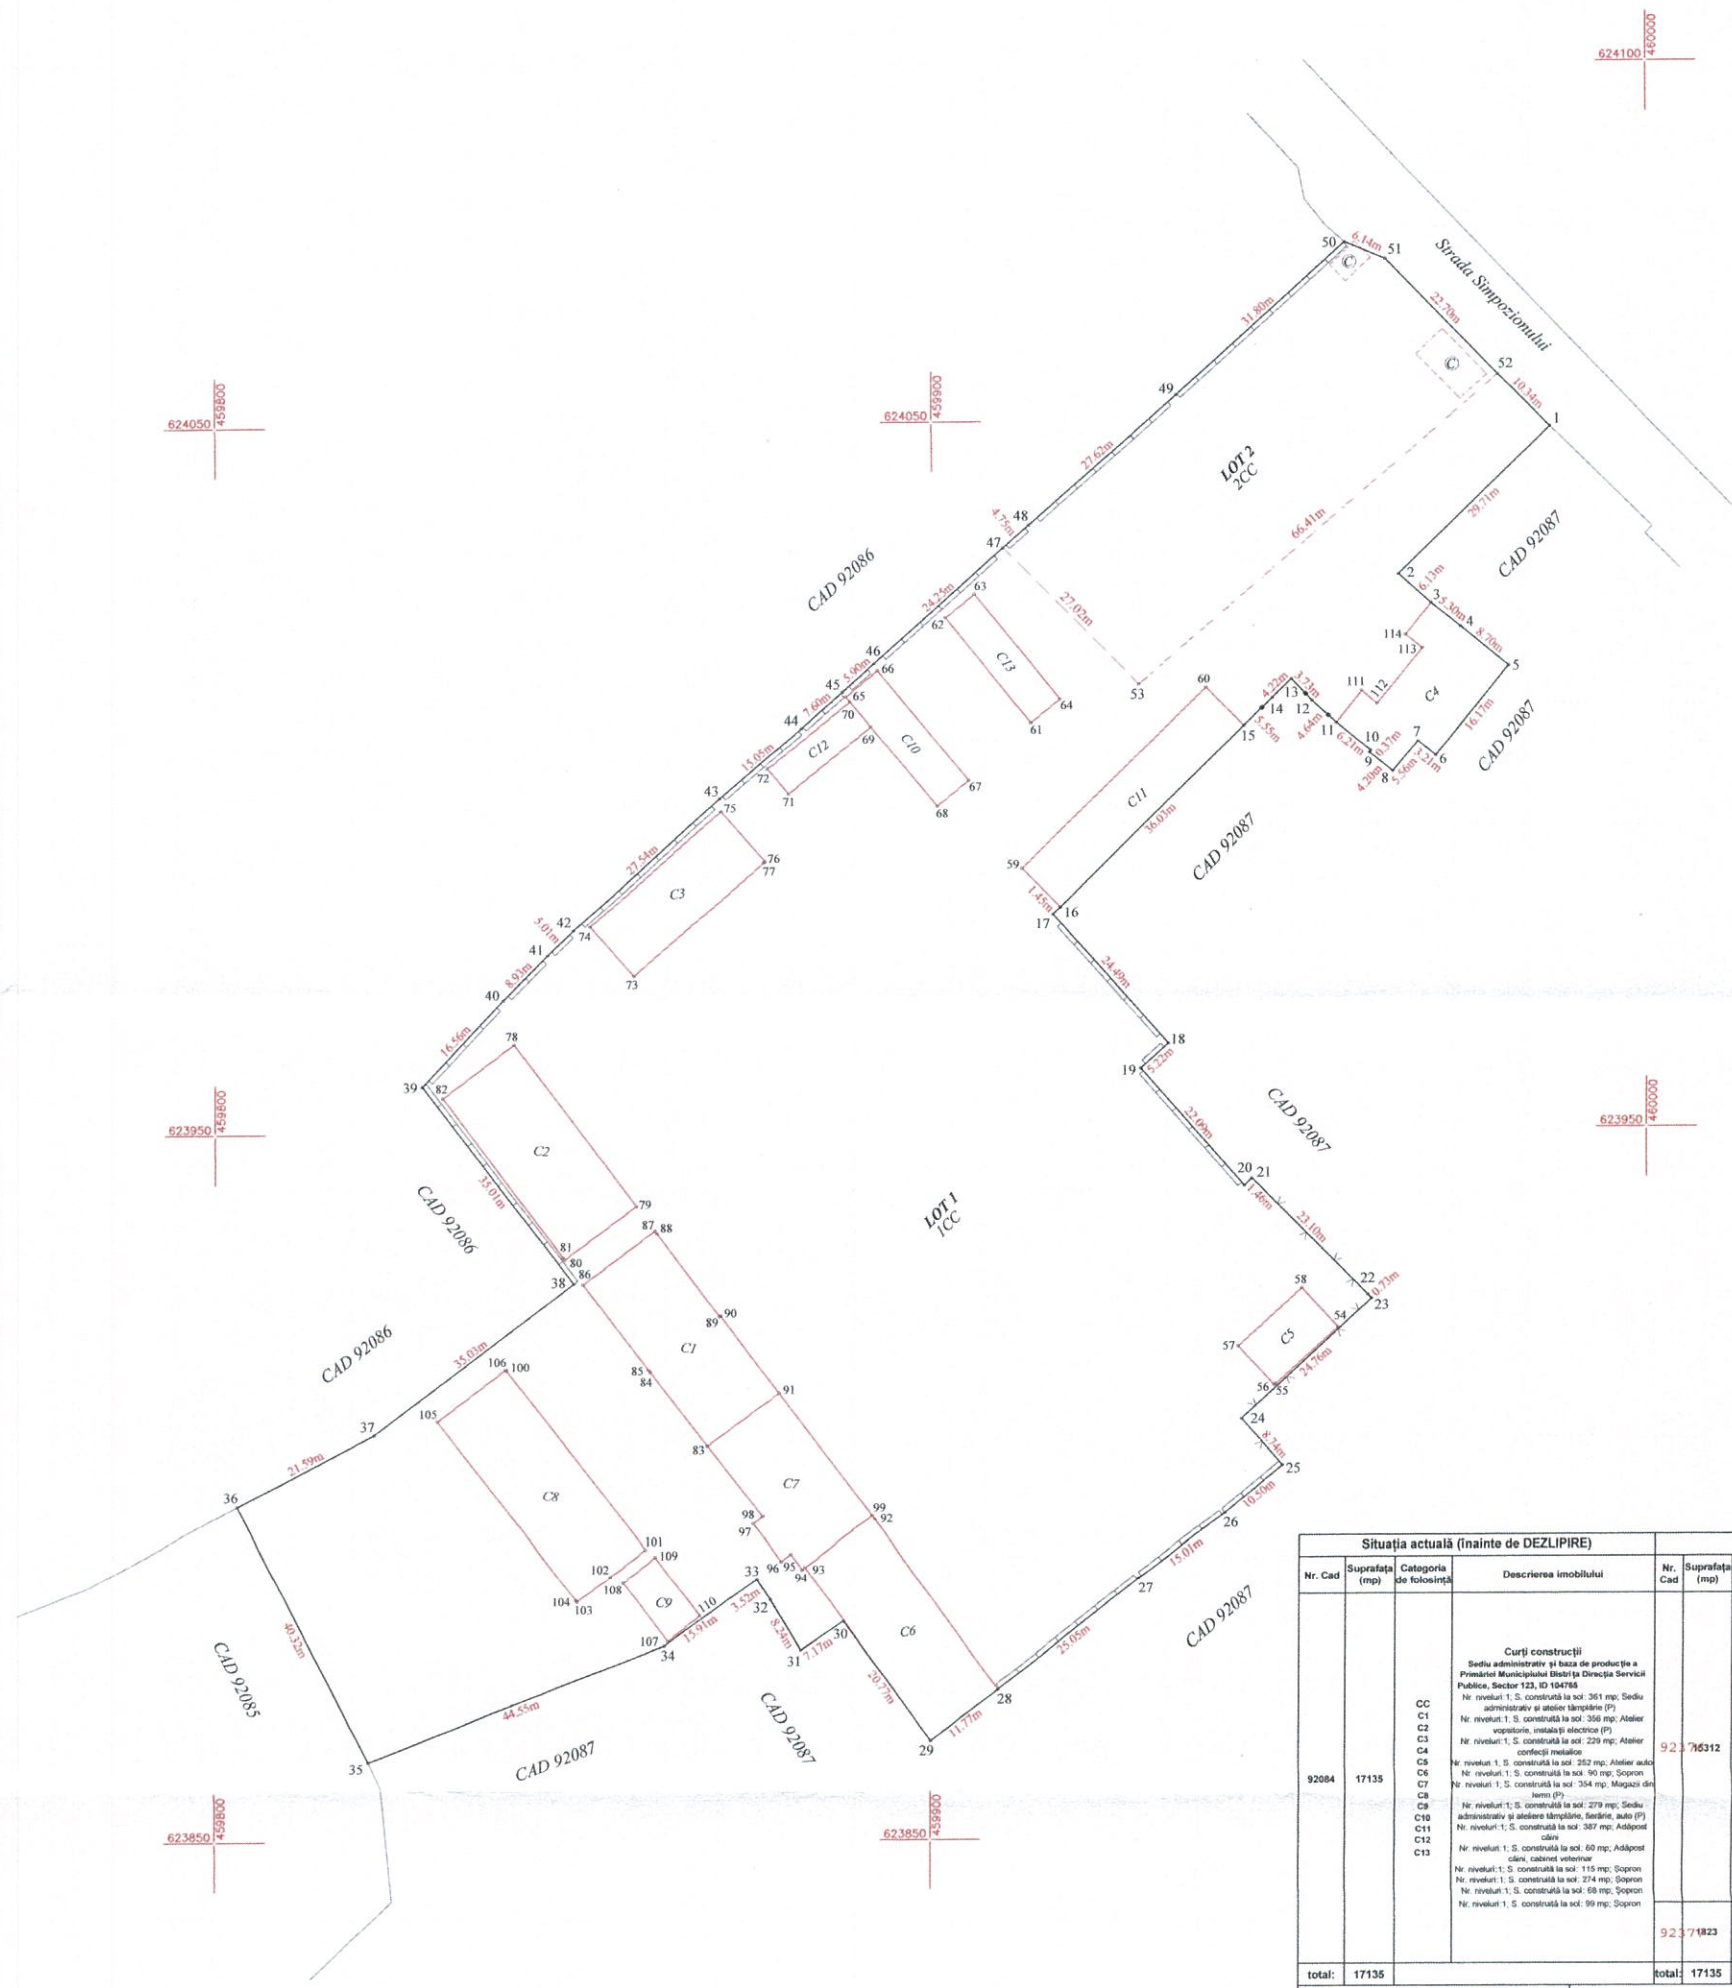 624100
460000
50
6.14m
51
©
Strada Simpozionului
22.70m
31.80m
52
©
10.34m
1
49
624050
459800
624050
459900
LOT 2
2CC
27.62m
29.71m
66.41m
48
4.75m
47
CAD 92087
CAD 92086
2
6.13m
3
5.30m
4
8.70m
5
24.25m
63
62
27.02m
114
113
C13
46
66
5.90m
45
65
70
7.60m
44
69
C12
C10
53
60
4.22m
13
3.73m
12
111
112
C4
64
61
14
5.55m
15
4.64m
11
6.21m
10
0.37m
9
7
16.17m
6
3.21m
5.56m
8
4.20m
CAD 92087
15.05m
72
71
67
68
43
75
C11
36.03m
CAD 92087
76
77
27.54m
C3
59
1.45m
16
17
42
74
5.01m
41
73
8.93m
40
24.49m
16.56m
78
18
39
82
19
5.22m
623950
459800
623950
460000
22.09m
CAD 92087
C2
35.01m
CAD 92086
20
21
1.46m
LOT 1
1CC
79
23.10m
87
88
81
80
86
38
58
22
0.73m
23
54
CAD 92086
35.03m
90
89
C1
57
C5
24.76m
106
100
85
84
56
55
91
105
24
37
8.74m
83
25
21.59m
C7
10.50m
36
C8
99
92
98
97
26
15.01m
101
109
95
96
94
93
102
33
27
108
3.52m
32
104
103
C9
110
15.91m
107
34
8.24m
30
C6
31
7.17m
25.05m
CAD 92087
40.32m
CAD 92085
20.77m
44.55m
CAD 92087
28
11.77m
29
35
CAD 92087
623850
459800
623850
459900
Situația actuală (înainte de DEZLIPIRE)
Nr. Cad
Suprafața (mp)
Categoria de folosință
Descrierea imobilului
Nr. Cad
Suprafața (mp)
92084
17135
CC
C1
C2
C3
C4
C5
C6
C7
C8
C9
C10
C11
C12
C13
Curți construcții
Sediu administrativ și baza de producție a
Primăriei Municipiului Bistrița Direcția Servicii
Publice, Sector 123, ID 104765
Nr. niveluri: 1; S. construită la sol: 361 mp; Sediu
administrativ și atelier tâmplărie (P)
Nr. niveluri: 1; S. construită la sol: 356 mp; Atelier
vopsitorie, instalații electrice (P)
Nr. niveluri: 1; S. construită la sol: 229 mp; Atelier
confecții metalice
Nr. niveluri: 1; S. construită la sol: 252 mp; Atelier auto
Nr. niveluri: 1; S. construită la sol: 90 mp; Șopron
Nr. niveluri: 1; S. construită la sol: 354 mp; Magazii din
lemn (P)
Nr. niveluri: 1; S. construită la sol: 279 mp; Sediu
administrativ și ateliere tâmplărie, fierărie, auto (P)
Nr. niveluri: 1; S. construită la sol: 387 mp; Adăpost
câini
Nr. niveluri: 1; S. construită la sol: 60 mp; Adăpost
câini, cabinet veterinar
Nr. niveluri: 1; S. construită la sol: 115 mp; Șopron
Nr. niveluri: 1; S. construită la sol: 274 mp; Șopron
Nr. niveluri: 1; S. construită la sol: 68 mp; Șopron
Nr. niveluri: 1; S. construită la sol: 99 mp; Șopron
15312
1823
total:
17135
total:
17135